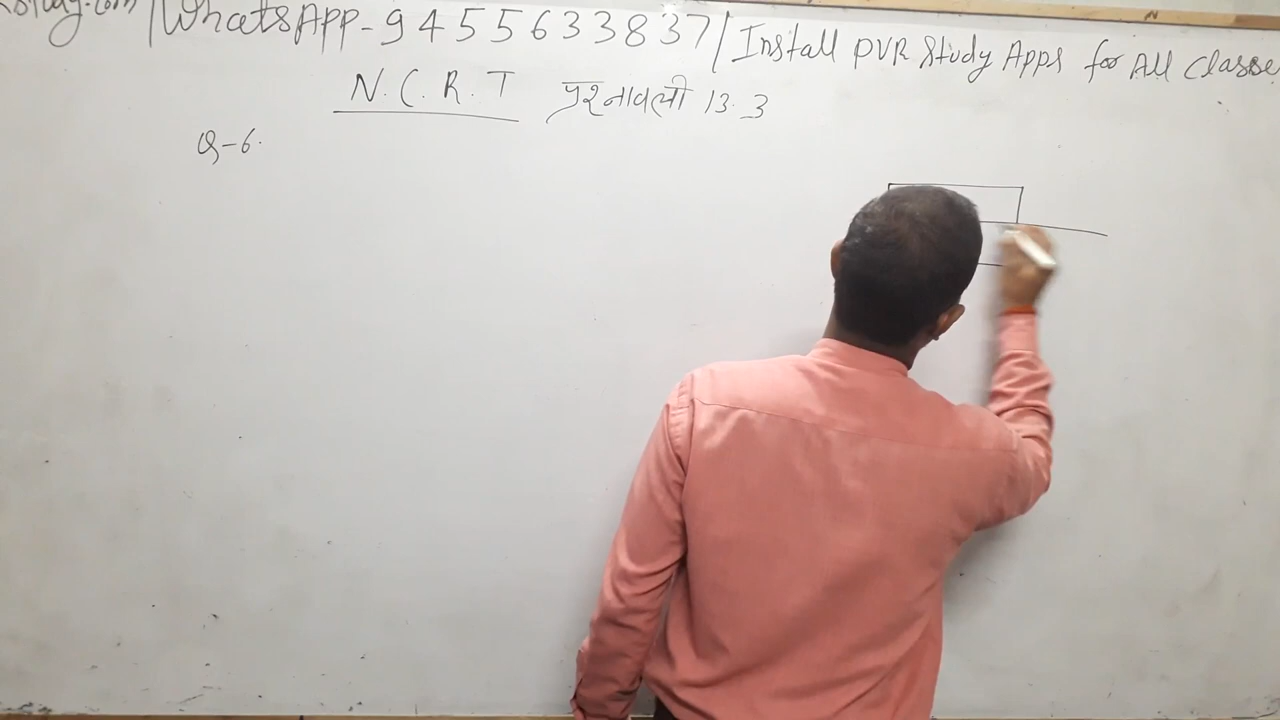 WhatsApp-9455633837/Install PVR Study Apps for All Classe
N.C.R.T प्रश्नावली 13.3
Q-6.